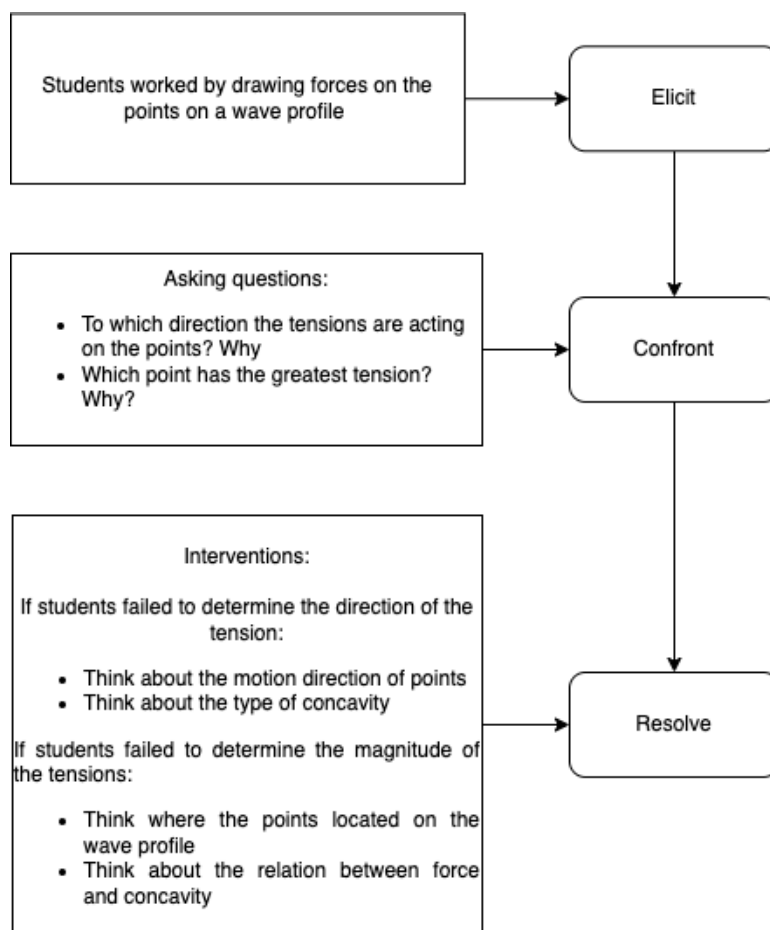 Students worked by drawing forces on the
points on a wave profile
Elicit
Asking questions:
• To which direction the tensions are acting
on the points? Why
• Which point has the greatest tension?
Why?
Confront
Interventions:
If students failed to determine the direction of the
tension:
• Think about the motion direction of points
• Think about the type of concavity
If students failed to determine the magnitude of
the tensions:
• Think where the points located on the
wave profile
• Think about the relation between force
and concavity
Resolve